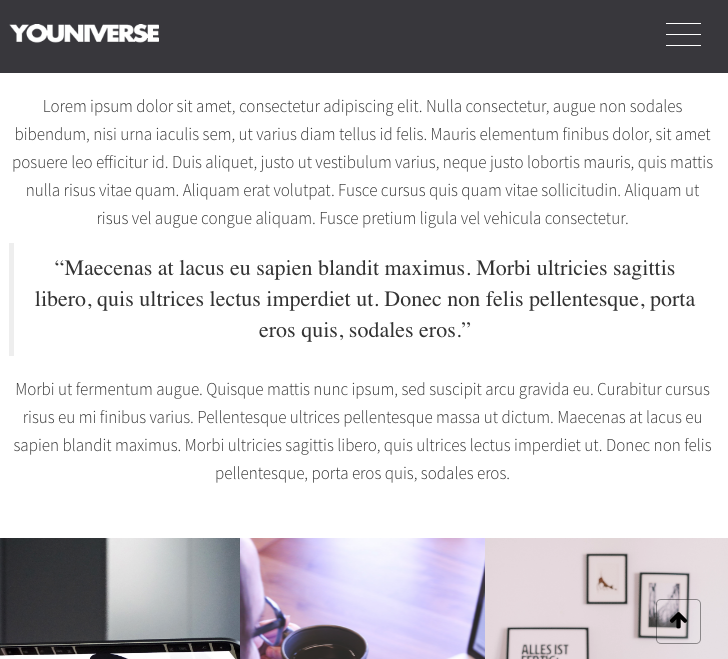 YOUNIVERSE
Lorem ipsum dolor sit amet, consectetur adipiscing elit. Nulla consectetur, augue non sodales
bibendum, nisi urna iaculis sem, ut varius diam tellus id felis. Mauris elementum finibus dolor, sit amet
posuere leo efficitur id. Duis aliquet, justo ut vestibulum varius, neque justo lobortis mauris, quis mattis
nulla risus vitae quam. Aliquam erat volutpat. Fusce cursus quis quam vitae sollicitudin. Aliquam ut
risus vel augue congue aliquam. Fusce pretium ligula vel vehicula consectetur.
“Maecenas at lacus eu sapien blandit maximus. Morbi ultricies sagittis
libero, quis ultrices lectus imperdiet ut. Donec non felis pellentesque, porta
eros quis, sodales eros.”
Morbi ut fermentum augue. Quisque mattis nunc ipsum, sed suscipit arcu gravida eu. Curabitur cursus
risus eu mi finibus varius. Pellentesque ultrices pellentesque massa ut dictum. Maecenas at lacus eu
sapien blandit maximus. Morbi ultricies sagittis libero, quis ultrices lectus imperdiet ut. Donec non felis
pellentesque, porta eros quis, sodales eros.
ALLES IST